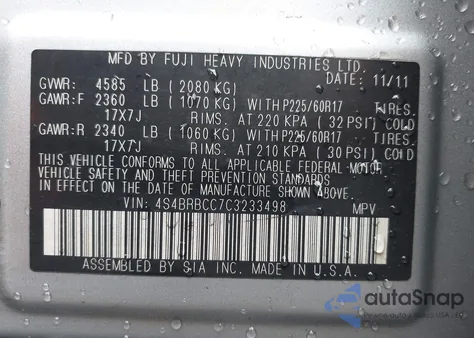 MFD BY FUJI HEAVY INDUSTRIES LTD.
DATE: 11/11
GVWR: 4585 LB (2080 KG)
GAWR:F 2360 LB (1070 KG) WITH P225/60R17 TIRES.
17X7J RIMS. AT 220 KPA (32 PSI) COLD
GAWR:R 2340 LB (1060 KG) WITH P225/60R17 TIRES.
17X7J RIMS. AT 210 KPA (30 PSI) COLD
THIS VEHICLE CONFORMS TO ALL APPLICABLE FEDERAL MOTOR
VEHICLE SAFETY AND THEFT PREVENTION STANDARDS
IN EFFECT ON THE DATE OF MANUFACTURE SHOWN ABOVE.
VIN: 4S4BRBCC7C3233498 MPV
ASSEMBLED BY SIA INC. MADE IN U.S.A.
autoSnap